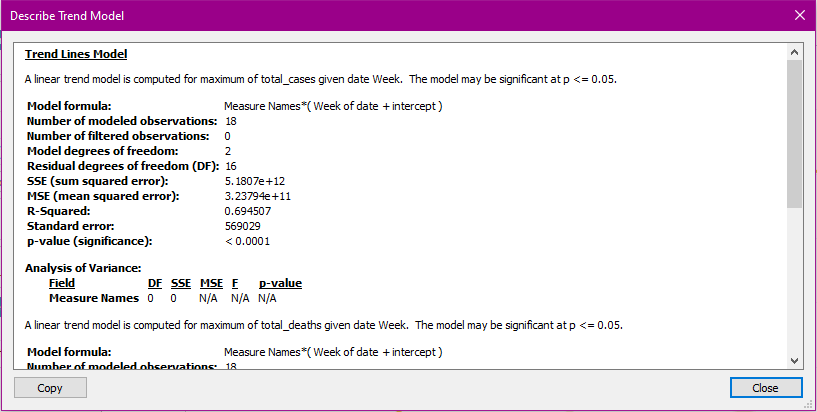 Describe Trend Model
Trend Lines Model
A linear trend model is computed for maximum of total_cases given date Week. The model may be significant at p <= 0.05.
Model formula: Measure Names*( Week of date + intercept )
Number of modeled observations: 18
Number of filtered observations: 0
Model degrees of freedom: 2
Residual degrees of freedom (DF): 16
SSE (sum squared error): 5.1807e+12
MSE (mean squared error): 3.23794e+11
R-Squared: 0.694507
Standard error: 569029
p-value (significance): < 0.0001
Analysis of Variance:
Field DF SSE MSE F p-value
Measure Names 0 0 N/A N/A N/A
A linear trend model is computed for maximum of total_deaths given date Week. The model may be significant at p <= 0.05.
Model formula: Measure Names*( Week of date + intercept )
Number of modeled observations: 18
Copy Close